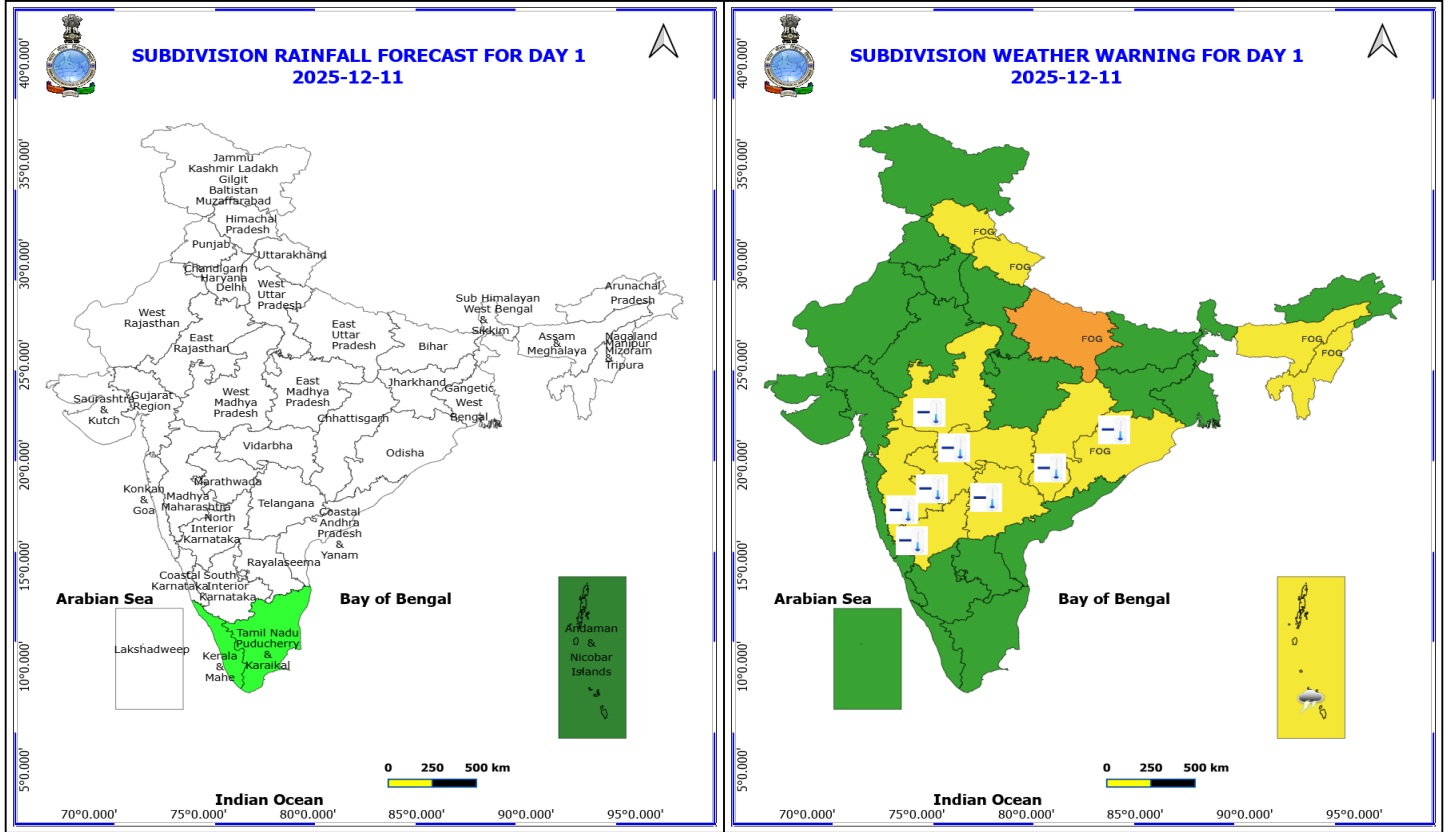 SUBDIVISION RAINFALL FORECAST FOR DAY 1
2025-12-11
40°0.000'
35°0.000'
30°0.000'
25°0.000'
20°0.000'
15°0.000'
10°0.000'
5°0.000'
Jammu
Kashmir Ladakh
Gilgit
Baltistan
Muzaffarabad
Himachal
Pradesh
Punjab
Uttarakhand
Chandigarh
Haryana
Delhi
West
Uttar
Pradesh
Arunachal
Pradesh
West
Rajasthan
East
Rajasthan
East
Uttar
Pradesh
Bihar
Sub Himalayan
West Bengal
&
Sikkim
Assam
&
Meghalaya
Nagaland
Manipur
Mizoram
&
Tripura
Saurashtra
&
Kutch
Gujarat
Region
West
Madhya
Pradesh
East
Madhya
Pradesh
Jharkhand
Gangetic
West
Bengal
Chhattisgarh
Vidarbha
Odisha
Konkan
&
Goa
Madhya
Maharashtra
Marathwada
Telangana
North
Interior
Karnataka
Coastal
Andhra
Pradesh
&
Yanam
Rayalaseema
Coastal
Karnataka
South
Interior
Karnataka
Arabian Sea
Bay of Bengal
Lakshadweep
Kerala
&
Mahe
Tamil Nadu
Puducherry
&
Karaikal
Andaman
&
Nicobar
Islands
0 250 500 km
Indian Ocean
70°0.000' 75°0.000' 80°0.000' 85°0.000' 90°0.000' 95°0.000'
SUBDIVISION WEATHER WARNING FOR DAY 1
2025-12-11
40°0.000'
35°0.000'
30°0.000'
25°0.000'
20°0.000'
15°0.000'
10°0.000'
5°0.000'
FOG
FOG
FOG
FOG
FOG
FOG
Arabian Sea
Bay of Bengal
0 250 500 km
Indian Ocean
70°0.000' 75°0.000' 80°0.000' 85°0.000' 90°0.000' 95°0.000'